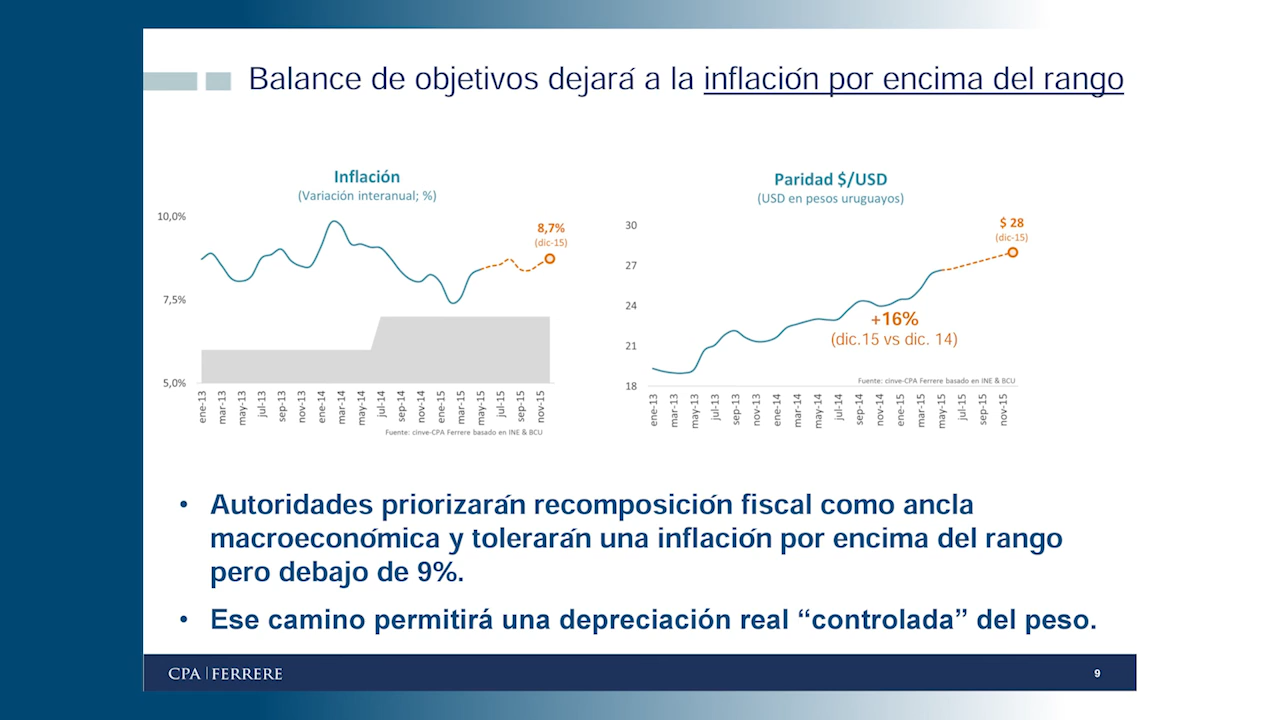 Balance de objetivos dejará a la inflación por encima del rango
Inflación
(Variación interanual; %)
10,0%
7,5%
5,0%
8,7%
(dic-15)
ene-13
mar-13
may-13
jul-13
sep-13
nov-13
ene-14
mar-14
may-14
jul-14
sep-14
nov-14
ene-15
mar-15
may-15
jul-15
sep-15
nov-15
Fuente: cinve-CPA Ferrere basado en INE & BCU
Paridad $/USD
(USD en pesos uruguayos)
30
27
24
21
18
$ 28
(dic-15)
+16%
(dic.15 vs dic. 14)
Fuente: cinve-CPA Ferrere basado en INE & BCU
ene-13
mar-13
may-13
jul-13
sep-13
nov-13
ene-14
mar-14
may-14
jul-14
sep-14
nov-14
ene-15
mar-15
may-15
jul-15
sep-15
nov-15
• Autoridades priorizarán recomposición fiscal como ancla
macroeconómica y tolerarán una inflación por encima del rango
pero debajo de 9%.
• Ese camino permitirá una depreciación real “controlada” del peso.
CPA | FERRERE
9